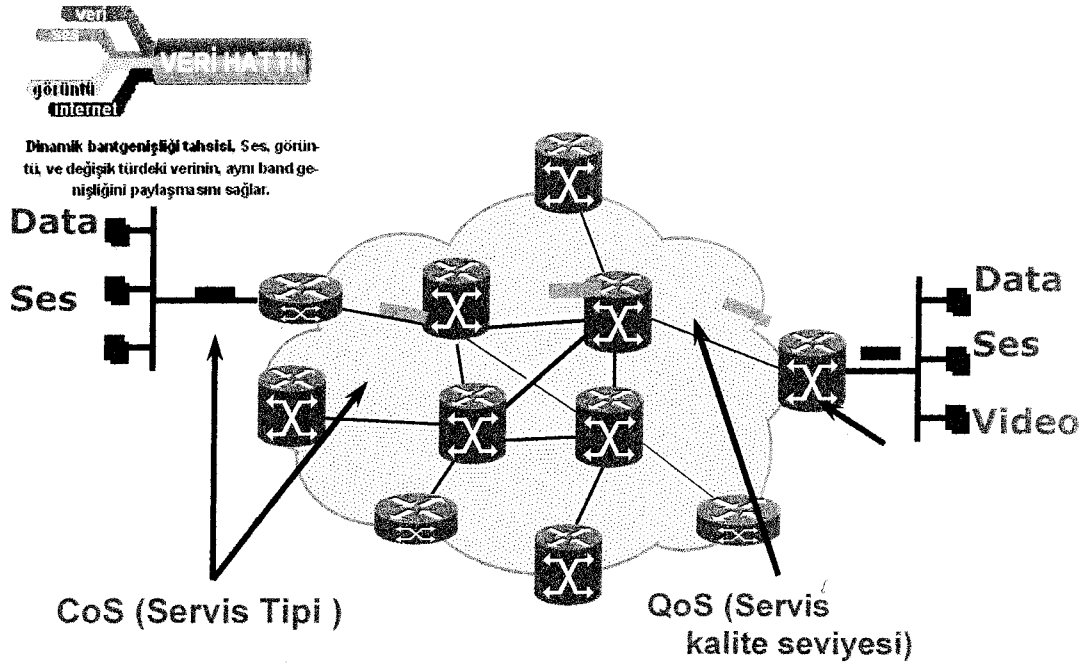 veri
ses
VERİ HATTI
görüntü
internet
Dinamik bantgenişliği tahsisi. Ses, görün-
tü, ve değişik türdeki verinin, aynı band ge-
nişliğini paylaşmasını sağlar.
Data
Ses
Data
Ses
Video
CoS (Servis Tipi )
QoS (Servis
kalite seviyesi)